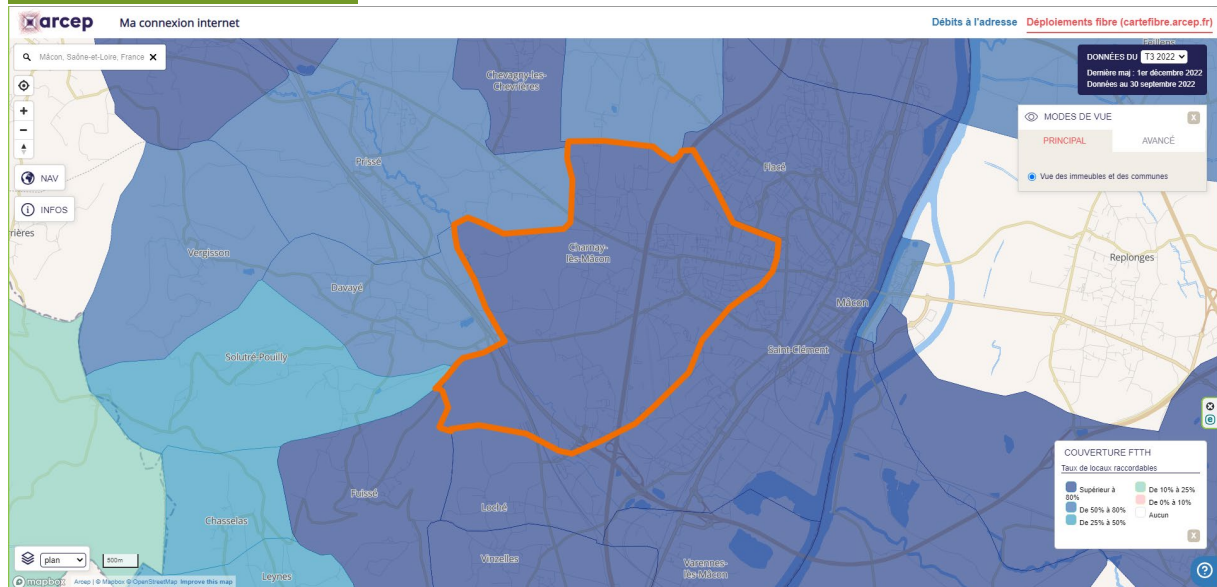 arcep
Ma connexion internet
Débits à l'adresse Déploiements fibre (cartefibre.arcep.fr)
Mâcon, Saône-et-Loire, France X
DONNÉES DU T3 2022
Dernière maj : 1er décembre 2022
Données au 30 septembre 2022
MODES DE VUE X
PRINCIPAL AVANCÉ
Vue des immeubles et des communes
+
−
NAV
INFOS
Chevagny-les-
Chevrières
Prissé
Flacé
rières
Vergisson
Charnay-
lès-Mâcon
Replonges
Davayé
Mâcon
Solutré-Pouilly
Saint-Clément
Fuissé
Loché
Chasselas
Vinzelles
Varennes-
lès-Mâcon
Leynes
COUVERTURE FTTH
Taux de locaux raccordables
Supérieur à
80%
De 50% à 80%
De 25% à 50%
De 10% à 25%
De 0% à 10%
Aucun
X
plan
500m
?
mapbox Arcep | © Mapbox © OpenStreetMap Improve this map